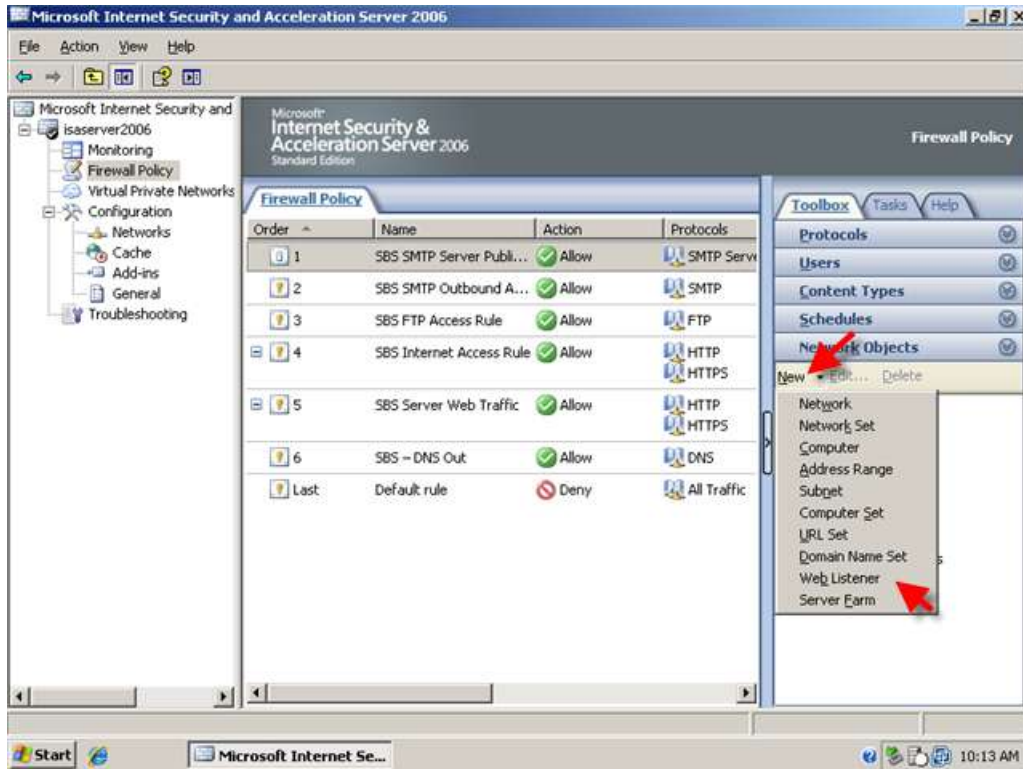 Microsoft Internet Security and Acceleration Server 2006
File Action View Help
Microsoft Internet Security and
isaserver2006
Monitoring
Firewall Policy
Virtual Private Networks
Configuration
Networks
Cache
Add-ins
General
Troubleshooting
Microsoft
Internet Security &
Acceleration Server 2006
Standard Edition
Firewall Policy
Firewall Policy
Order Name Action Protocols
1 SBS SMTP Server Publi... Allow SMTP Serve
2 SBS SMTP Outbound A... Allow SMTP
3 SBS FTP Access Rule Allow FTP
4 SBS Internet Access Rule Allow HTTP
HTTPS
5 SBS Server Web Traffic Allow HTTP
HTTPS
6 SBS – DNS Out Allow DNS
Last Default rule Deny All Traffic
Toolbox Tasks Help
Protocols
Users
Content Types
Schedules
Network Objects
New Edit... Delete
Network
Network Set
Computer
Address Range
Subnet
Computer Set
URL Set
Domain Name Set
s
Web Listener
Server Farm
Start Microsoft Internet Se... 10:13 AM